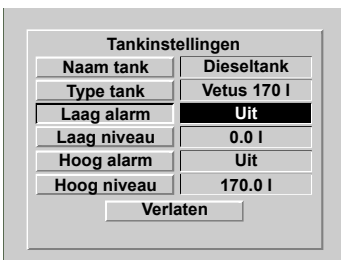 Tankinstellingen
Naam tank Dieseltank
Type tank Vetus 170 l
Laag alarm Uit
Laag niveau 0.0 l
Hoog alarm Uit
Hoog niveau 170.0 l
Verlaten